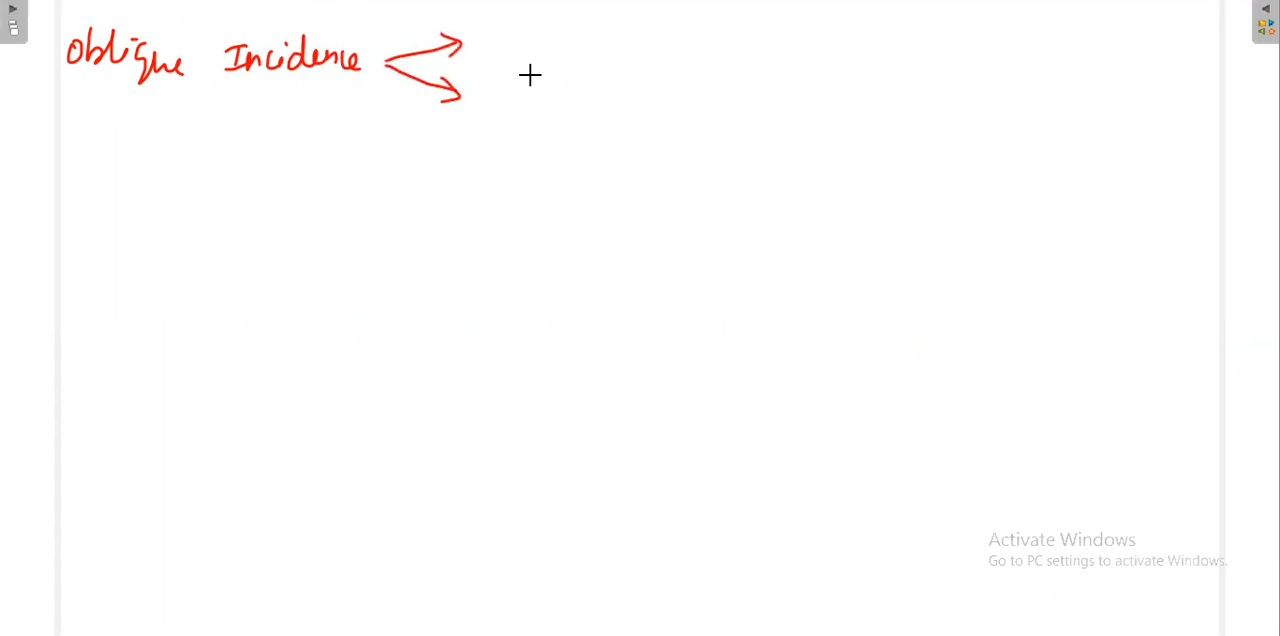 Oblique Incidence
Activate Windows
Go to PC settings to activate Windows.